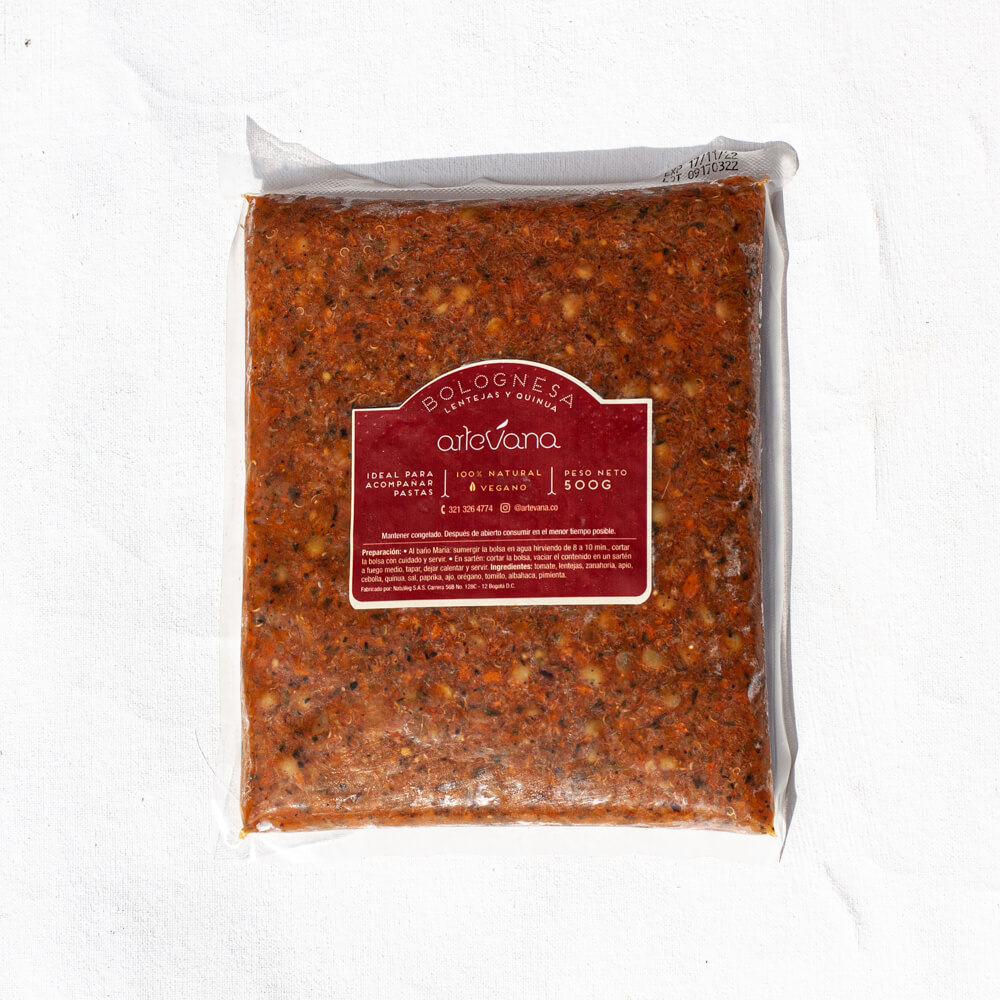 EXP 17/11/22
LOT 09170322
BOLOGNESA
LENTEJAS Y QUINUA
arteVana
IDEAL PARA
ACOMPAÑAR
PASTAS
100% NATURAL
VEGANO
PESO NETO
500G
321 326 4774 @artevana.co
Mantener congelado. Después de abierto consumir en el menor tiempo posible.
Preparación: • Al baño María: sumergir la bolsa en agua hirviendo de 8 a 10 min., cortar
la bolsa con cuidado y servir. • En sartén: cortar la bolsa, vaciar el contenido en un sartén
a fuego medio, tapar, dejar calentar y servir. Ingredientes: tomate, lentejas, zanahoria, apio,
cebolla, quinua, sal, paprika, ajo, orégano, tomillo, albahaca, pimienta.
Fabricado por: Natulleg S.A.S. Carrera 56B No. 128C - 12 Bogotá D.C.